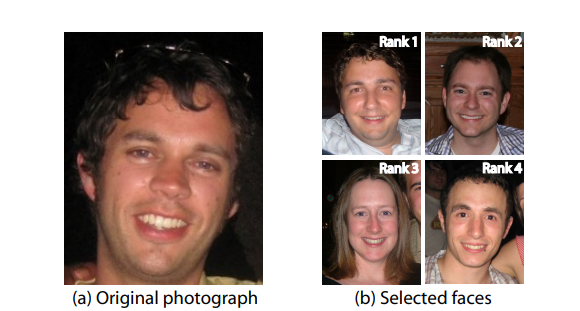 Rank 1
Rank 2
Rank 3
Rank 4
(a) Original photograph
(b) Selected faces